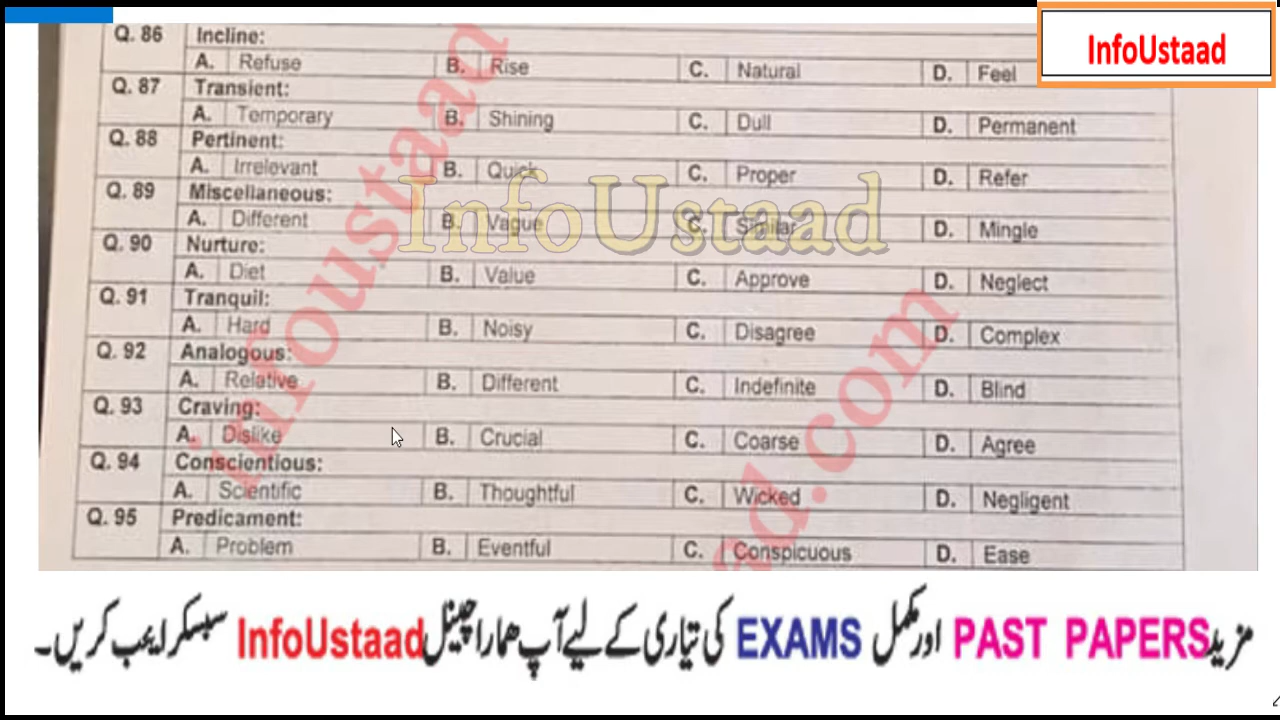 InfoUstaad
Q. 86 Incline:
A. Refuse B. Rise C. Natural D. Feel
Q. 87 Transient:
A. Temporary B. Shining C. Dull D. Permanent
Q. 88 Pertinent:
A. Irrelevant B. Quick C. Proper D. Refer
Q. 89 Miscellaneous:
A. Different B. Vague C. Similar D. Mingle
InfoUstaad
Q. 90 Nurture:
A. Diet B. Value C. Approve D. Neglect
Q. 91 Tranquil:
A. Hard B. Noisy C. Disagree D. Complex
Q. 92 Analogous:
A. Relative B. Different C. Indefinite D. Blind
Q. 93 Craving:
A. Dislike B. Crucial C. Coarse D. Agree
Q. 94 Conscientious:
A. Scientific B. Thoughtful C. Wicked D. Negligent
Q. 95 Predicament:
A. Problem B. Eventful C. Conspicuous D. Ease
infoustaad
ad.com
مزید PAST PAPERS اور مکمل EXAMS کی تیاری کے لیے آپ ہمارا چینل InfoUstaad سبسکرایب کریں۔